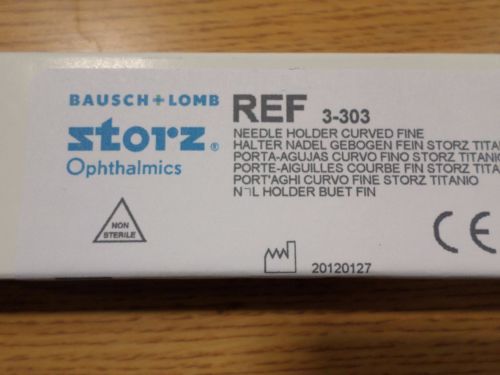 BAUSCH + LOMB
storz®
Ophthalmics
REF 3-303
NEEDLE HOLDER CURVED FINE
HALTER NADEL GEBOGEN FEIN STORZ TITA
PORTA-AGUJAS CURVO FINO STORZ TITANIO
PORTE-AIGUILLES COURBE FIN STORZ TITA
PORT'AGHI CURVO FINE STORZ TITANIO
HOLDER BUET FIN
NON
STERILE
20120127
CE